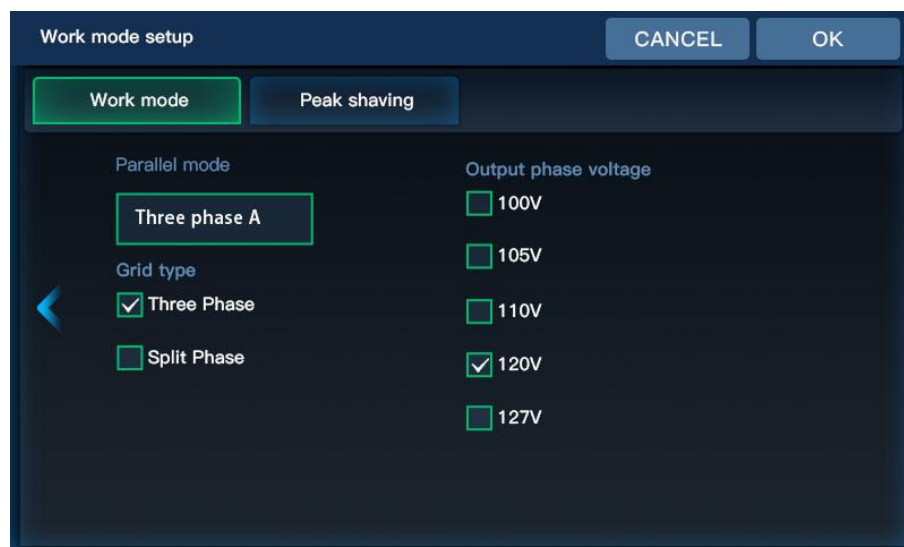 Work mode setup
CANCEL
OK
Work mode
Peak shaving
Parallel mode
Three phase A
Grid type
Three Phase
Split Phase
Output phase voltage
100V
105V
110V
120V
127V